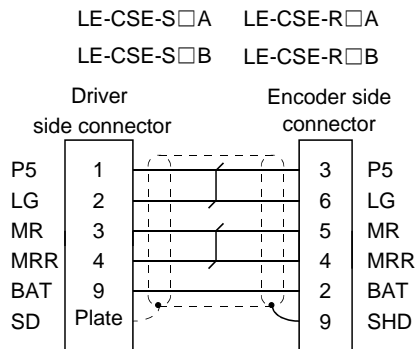 LE-CSE-S□A LE-CSE-R□A
LE-CSE-S□B LE-CSE-R□B
Driver side connector
Encoder side connector
P5 1 3 P5
LG 2 6 LG
MR 3 5 MR
MRR 4 4 MRR
BAT 9 2 BAT
SD Plate 9 SHD